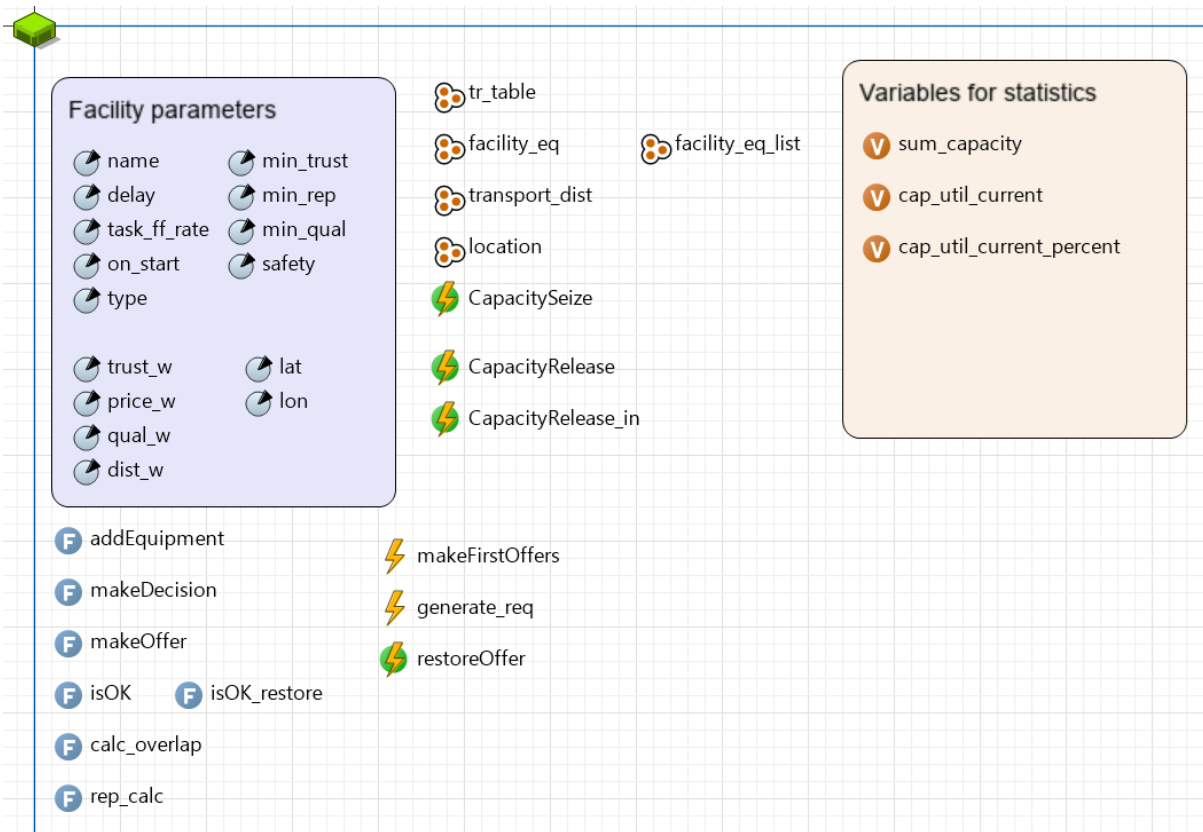 Facility parameters
name
min_trust
delay
min_rep
task_ff_rate
min_qual
on_start
safety
type
trust_w
lat
price_w
lon
qual_w
dist_w
tr_table
facility_eq
facility_eq_list
transport_dist
location
CapacitySeize
CapacityRelease
CapacityRelease_in
Variables for statistics
V sum_capacity
V cap_util_current
V cap_util_current_percent
F addEquipment
F makeDecision
F makeOffer
F isOK
F isOK_restore
F calc_overlap
F rep_calc
makeFirstOffers
generate_req
restoreOffer